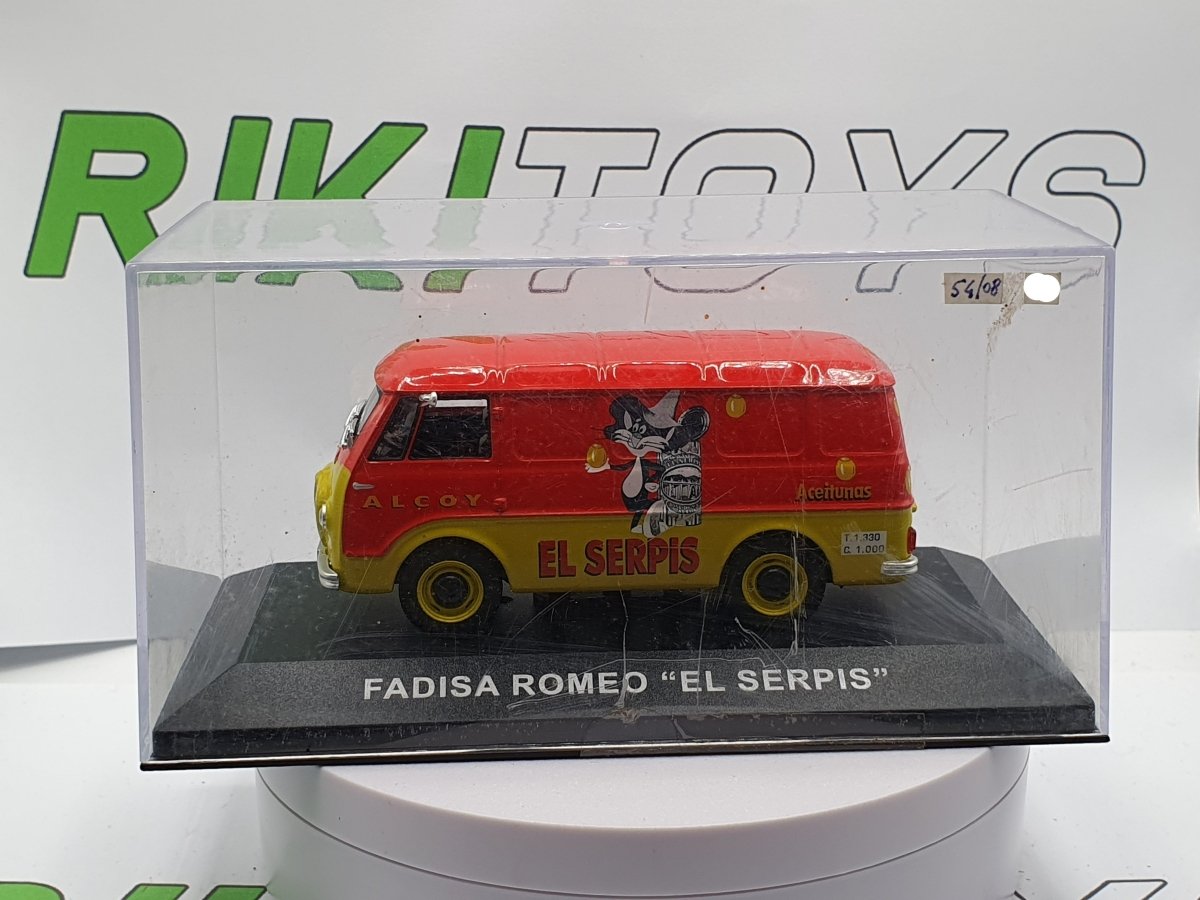 RIKITOYS
54/08
ALCOY
Aceitunas
EL SERPIS
T. 1.330
C. 1.000
FADISA ROMEO “EL SERPIS”